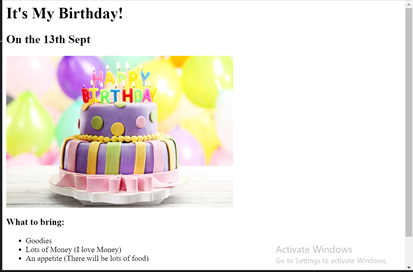 It's My Birthday!
On the 13th Sept
HAPPY
BIRTHDAY
What to bring:
Goodies
Lots of Money (I love Money)
An appetite (There will be lots of food)
Activate Windows
Go to Settings to activate Windows.